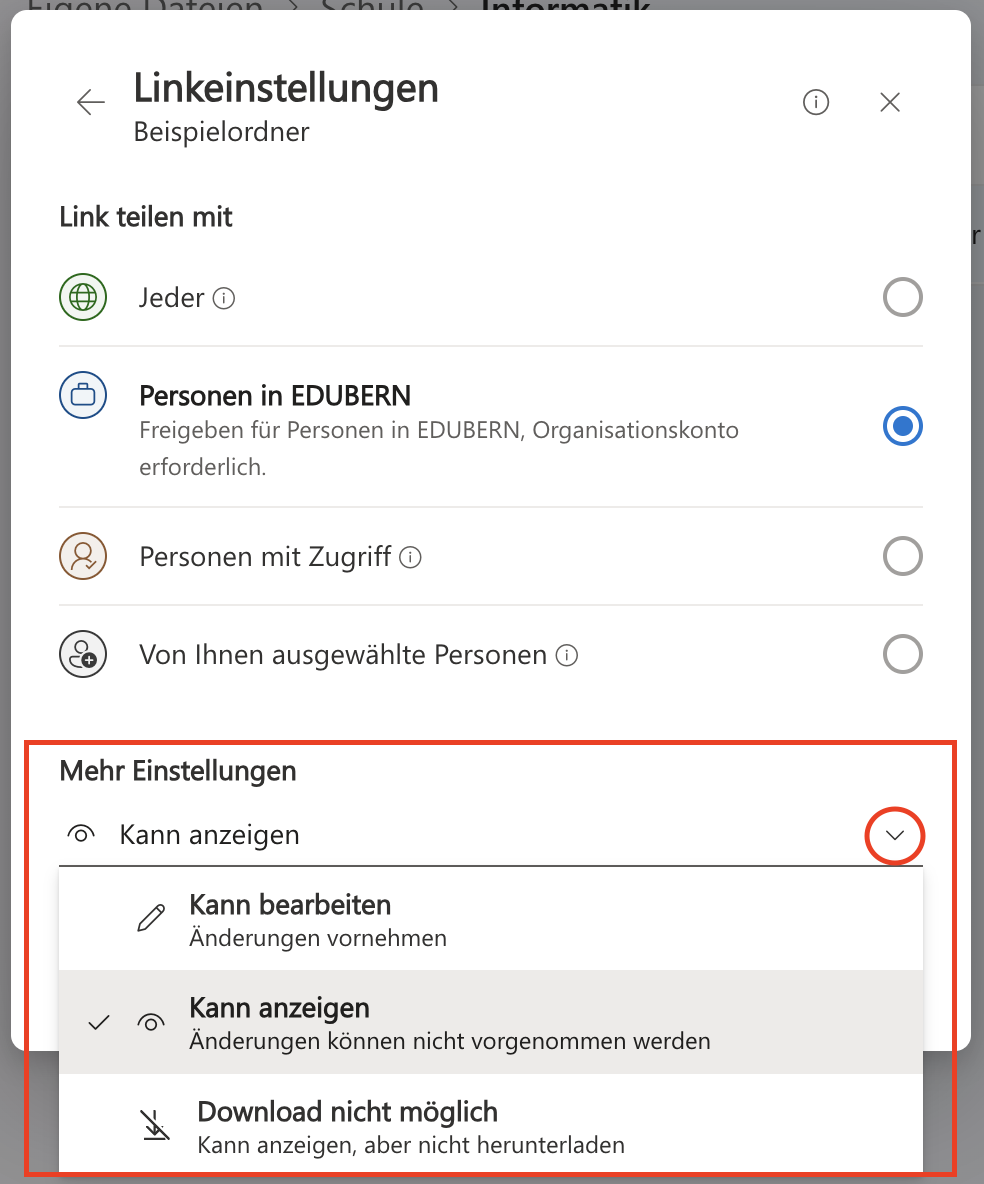 Eigene Dateien > Schule > Informatik
Linkeinstellungen
Beispielordner
Link teilen mit
Jeder
Personen in EDUBERN
Freigeben für Personen in EDUBERN, Organisationskonto
erforderlich.
r
Personen mit Zugriff
Von Ihnen ausgewählte Personen
Mehr Einstellungen
Kann anzeigen
Kann bearbeiten
Änderungen vornehmen
Kann anzeigen
Änderungen können nicht vorgenommen werden
Download nicht möglich
Kann anzeigen, aber nicht herunterladen